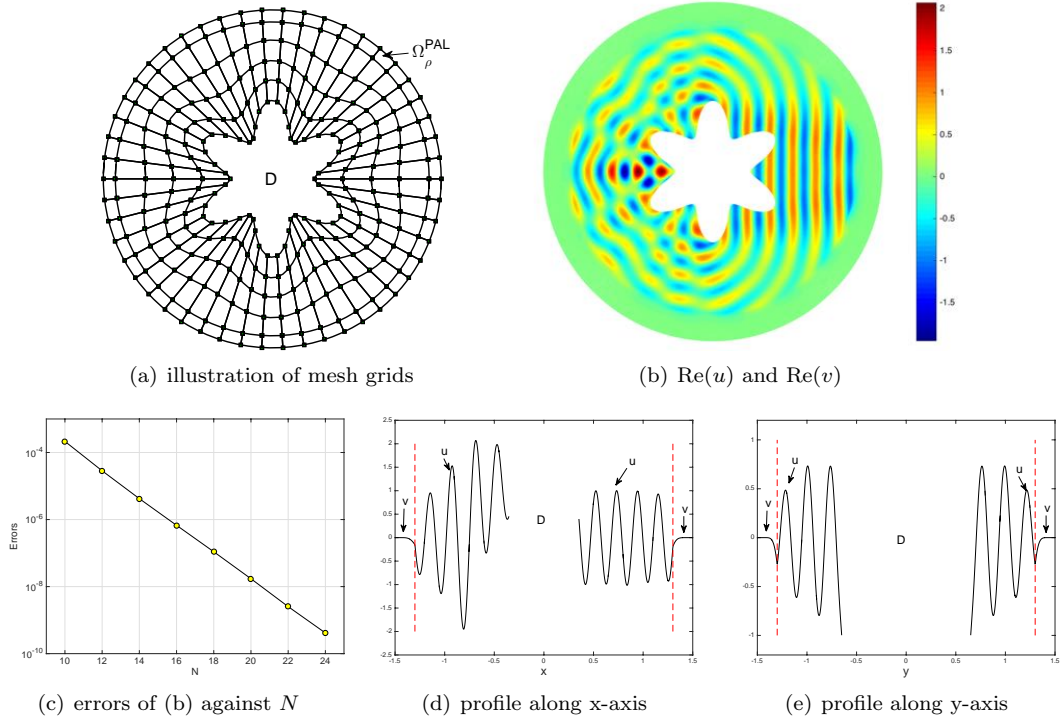 Ω_ρ^PAL
D
2
1.5
1
0.5
0
-0.5
-1
-1.5
(a) illustration of mesh grids
(b) Re(u) and Re(v)
Errors
10^-4
10^-6
10^-8
10^-10
10 12 14 16 18 20 22 24
N
2.5
2
1.5
1
0.5
0
-0.5
-1
-1.5
-2
-2.5
-1.5 -1 -0.5 0 0.5 1 1.5
x
u
v
D
u
v
1
0.5
0
-0.5
-1
-1.5 -1 -0.5 0 0.5 1 1.5
y
u
v
D
u
v
(c) errors of (b) against N
(d) profile along x-axis
(e) profile along y-axis